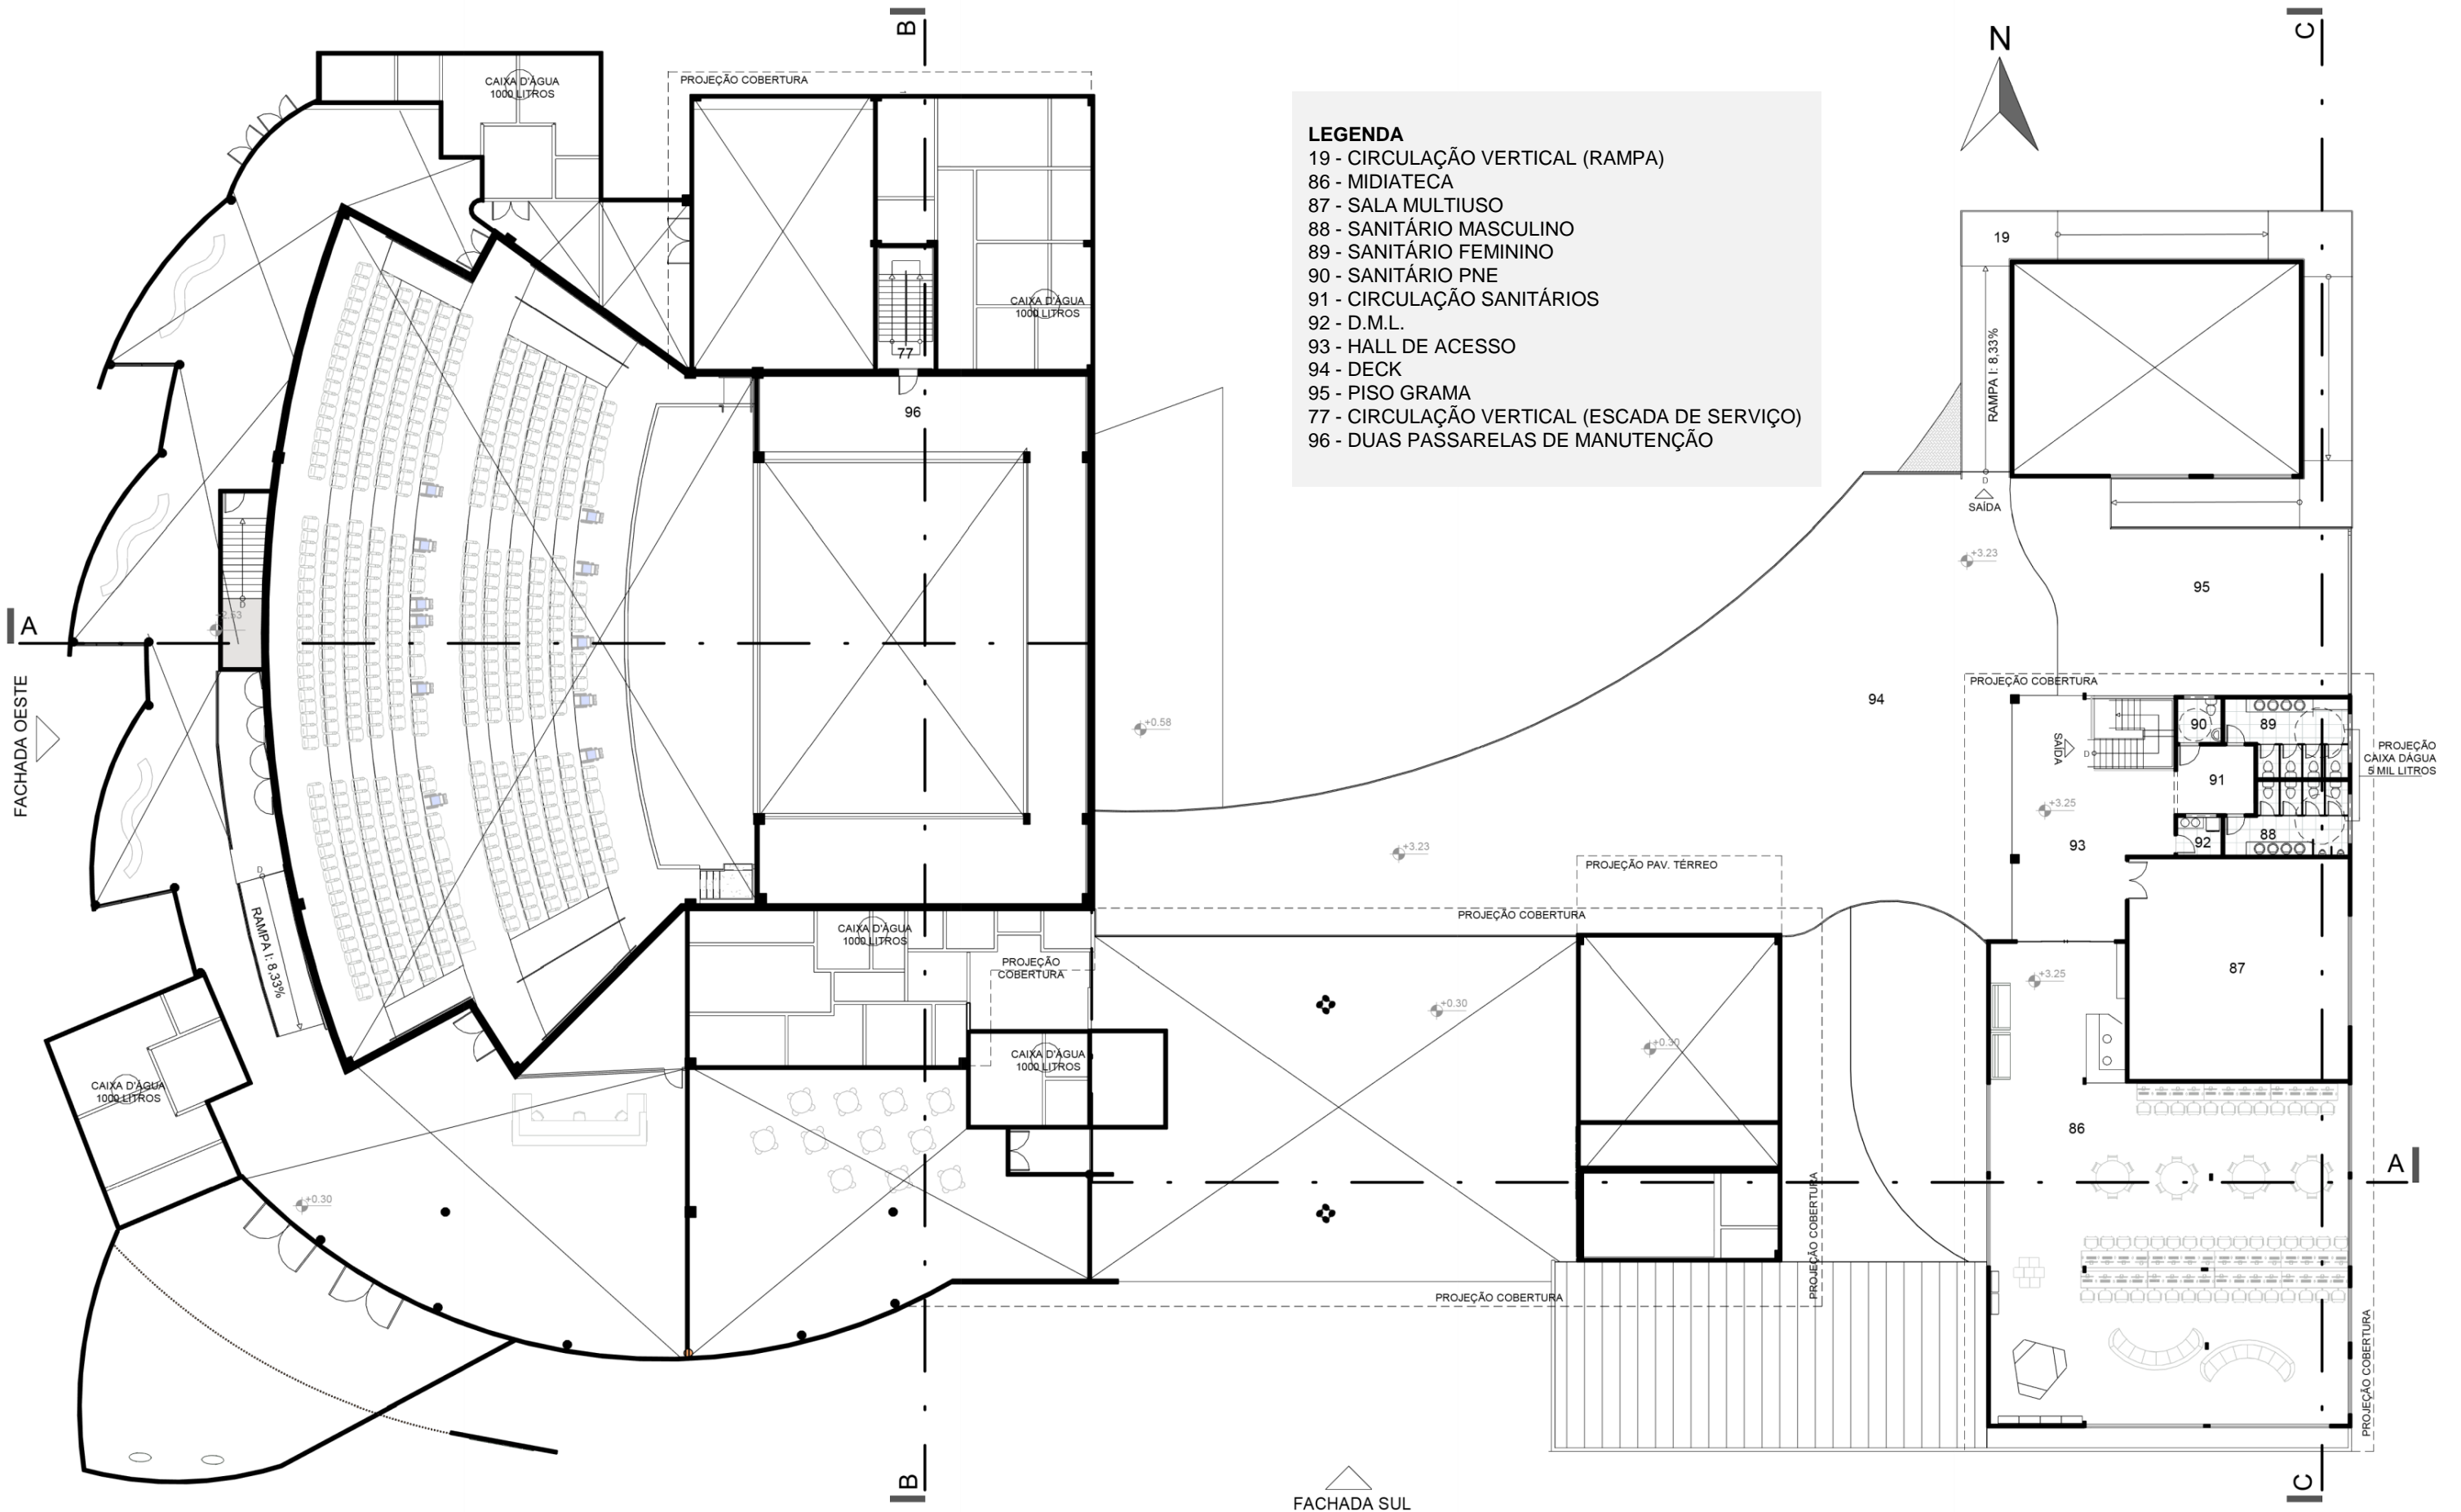 B
C
N
CAIXA D'ÁGUA
1000 LITROS
PROJEÇÃO COBERTURA
LEGENDA
19 - CIRCULAÇÃO VERTICAL (RAMPA)
86 - MIDIATECA
87 - SALA MULTIUSO
88 - SANITÁRIO MASCULINO
89 - SANITÁRIO FEMININO
90 - SANITÁRIO PNE
91 - CIRCULAÇÃO SANITÁRIOS
92 - D.M.L.
93 - HALL DE ACESSO
94 - DECK
95 - PISO GRAMA
77 - CIRCULAÇÃO VERTICAL (ESCADA DE SERVIÇO)
96 - DUAS PASSARELAS DE MANUTENÇÃO
19
CAIXA D'ÁGUA
1000 LITROS
77
RAMPA I: 8,33%
96
D
SAÍDA
+3.23
95
D
A
FACHADA OESTE
+0.58
94
PROJEÇÃO COBERTURA
90
89
SAÍDA
D
PROJEÇÃO
CAIXA DÁGUA
5 MIL LITROS
91
+3.25
88
92
93
+3.23
PROJEÇÃO PAV. TÉRREO
D
RAMPA I: 8,33%
PROJEÇÃO COBERTURA
CAIXA D'ÁGUA
1000 LITROS
PROJEÇÃO
COBERTURA
87
+3.25
+0.30
+0.30
CAIXA D'ÁGUA
1000 LITROS
CAIXA D'ÁGUA
1000 LITROS
86
A
+0.30
PROJEÇÃO COBERTURA
PROJEÇÃO COBERTURA
PROJEÇÃO COBERTURA
B
C
FACHADA SUL